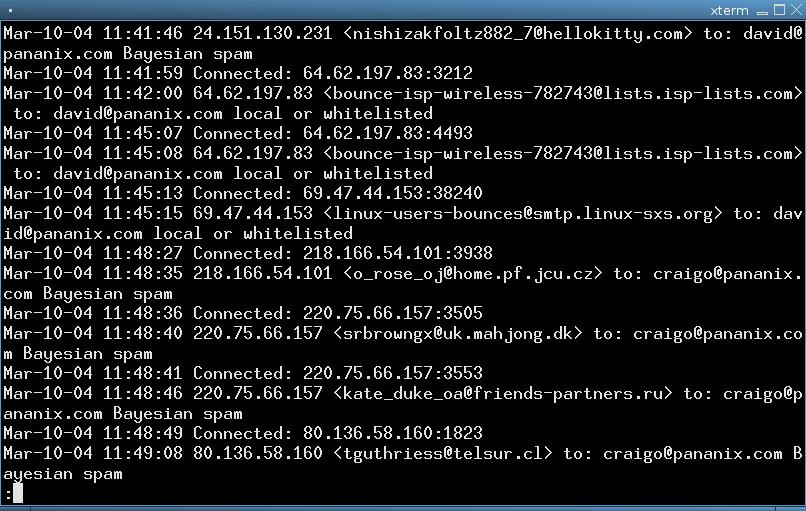 xterm
Mar-10-04 11:41:46 24.151.130.231 <nishizakfoltz882_7@hellokitty.com> to: david@
pananix.com Bayesian spam
Mar-10-04 11:41:59 Connected: 64.62.197.83:3212
Mar-10-04 11:42:00 64.62.197.83 <bounce-isp-wireless-782743@lists.isp-lists.com>
 to: david@pananix.com local or whitelisted
Mar-10-04 11:45:07 Connected: 64.62.197.83:4493
Mar-10-04 11:45:08 64.62.197.83 <bounce-isp-wireless-782743@lists.isp-lists.com>
 to: david@pananix.com local or whitelisted
Mar-10-04 11:45:13 Connected: 69.47.44.153:38240
Mar-10-04 11:45:15 69.47.44.153 <linux-users-bounces@smtp.linux-sxs.org> to: dav
id@pananix.com local or whitelisted
Mar-10-04 11:48:27 Connected: 218.166.54.101:3938
Mar-10-04 11:48:35 218.166.54.101 <o_rose_oj@home.pf.jcu.cz> to: craigo@pananix.
com Bayesian spam
Mar-10-04 11:48:36 Connected: 220.75.66.157:3505
Mar-10-04 11:48:40 220.75.66.157 <srbrowngx@uk.mahjong.dk> to: craigo@pananix.co
m Bayesian spam
Mar-10-04 11:48:41 Connected: 220.75.66.157:3553
Mar-10-04 11:48:46 220.75.66.157 <kate_duke_oa@friends-partners.ru> to: craigo@p
ananix.com Bayesian spam
Mar-10-04 11:48:49 Connected: 80.136.58.160:1823
Mar-10-04 11:49:08 80.136.58.160 <tguthriess@telsur.cl> to: craigo@pananix.com B
ayesian spam
: